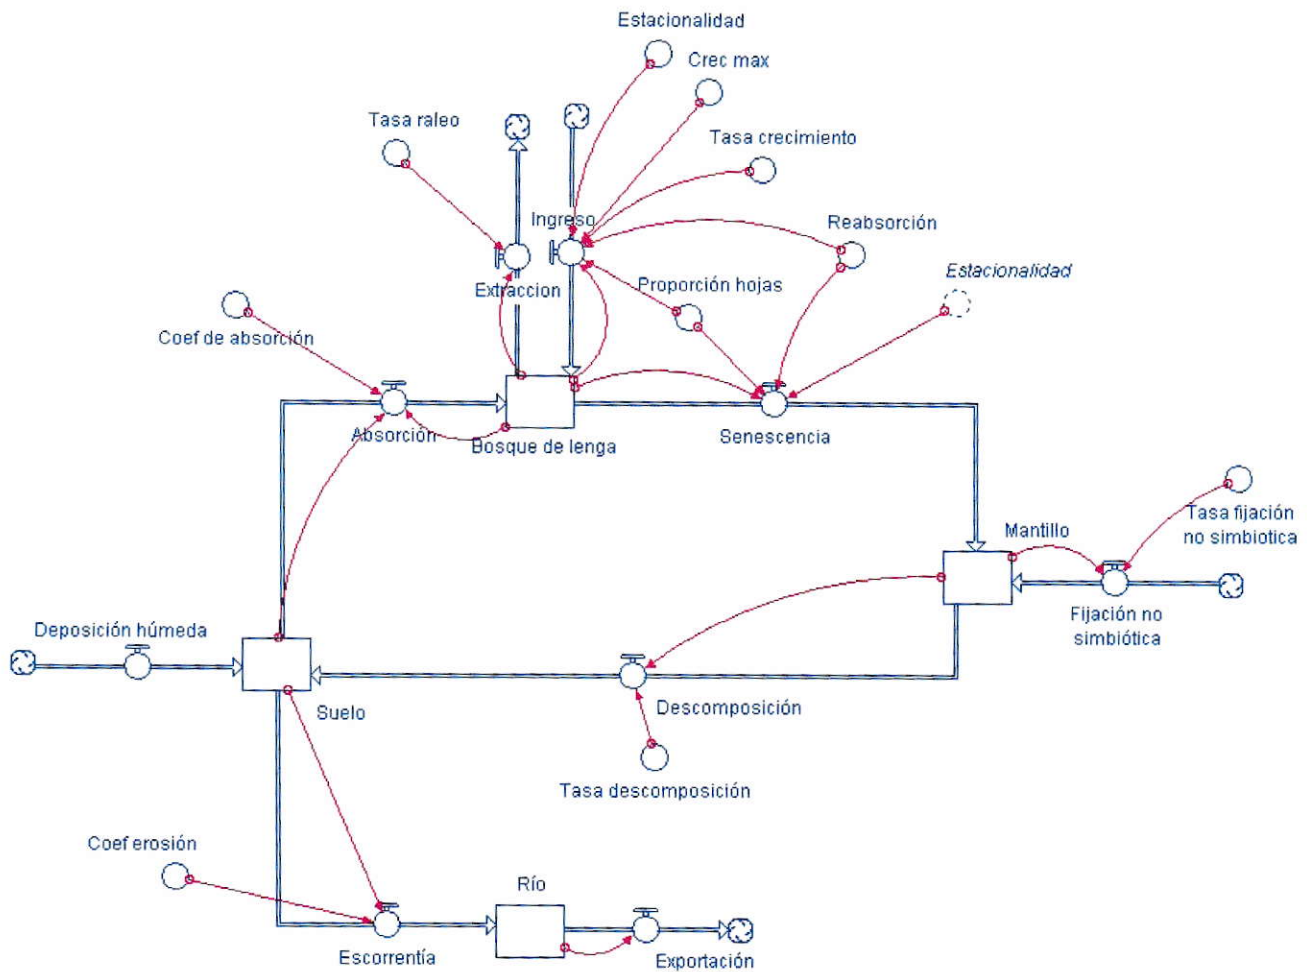 Estacionalidad
Crec max
Tasa raleo
Tasa crecimiento
Ingreso
Reabsorción
Estacionalidad
Extraccion
Proporción hojas
Coef de absorción
Absorción
Bosque de lenga
Senescencia
Mantillo
Tasa fijación
no simbiotica
Fijación no
simbiótica
Deposición húmeda
Suelo
Descomposición
Tasa descomposición
Coef erosión
Río
Escorrentía
Exportación